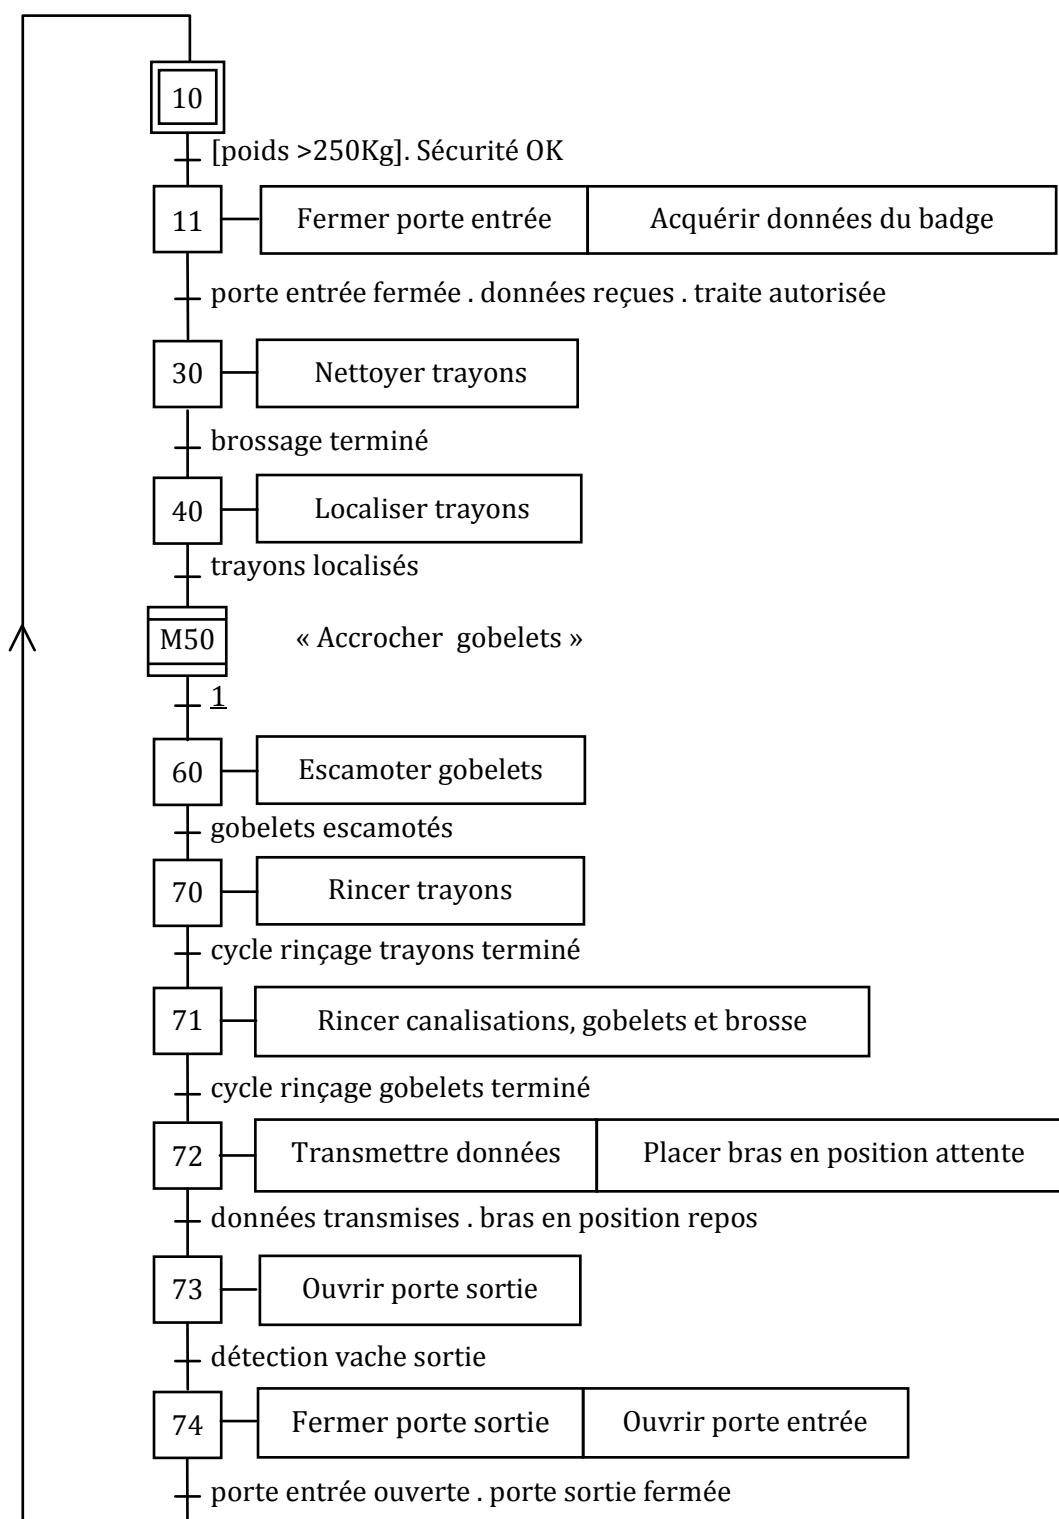 10
[poids >250Kg]. Sécurité OK
11 Fermer porte entrée Acquérir données du badge
porte entrée fermée . données reçues . traite autorisée
30 Nettoyer trayons
brossage terminé
40 Localiser trayons
trayons localisés
M50 « Accrocher gobelets »
1
60 Escamoter gobelets
gobelets escamotés
70 Rincer trayons
cycle rinçage trayons terminé
71 Rincer canalisations, gobelets et brosse
cycle rinçage gobelets terminé
72 Transmettre données Placer bras en position attente
données transmises . bras en position repos
73 Ouvrir porte sortie
détection vache sortie
74 Fermer porte sortie Ouvrir porte entrée
porte entrée ouverte . porte sortie fermée